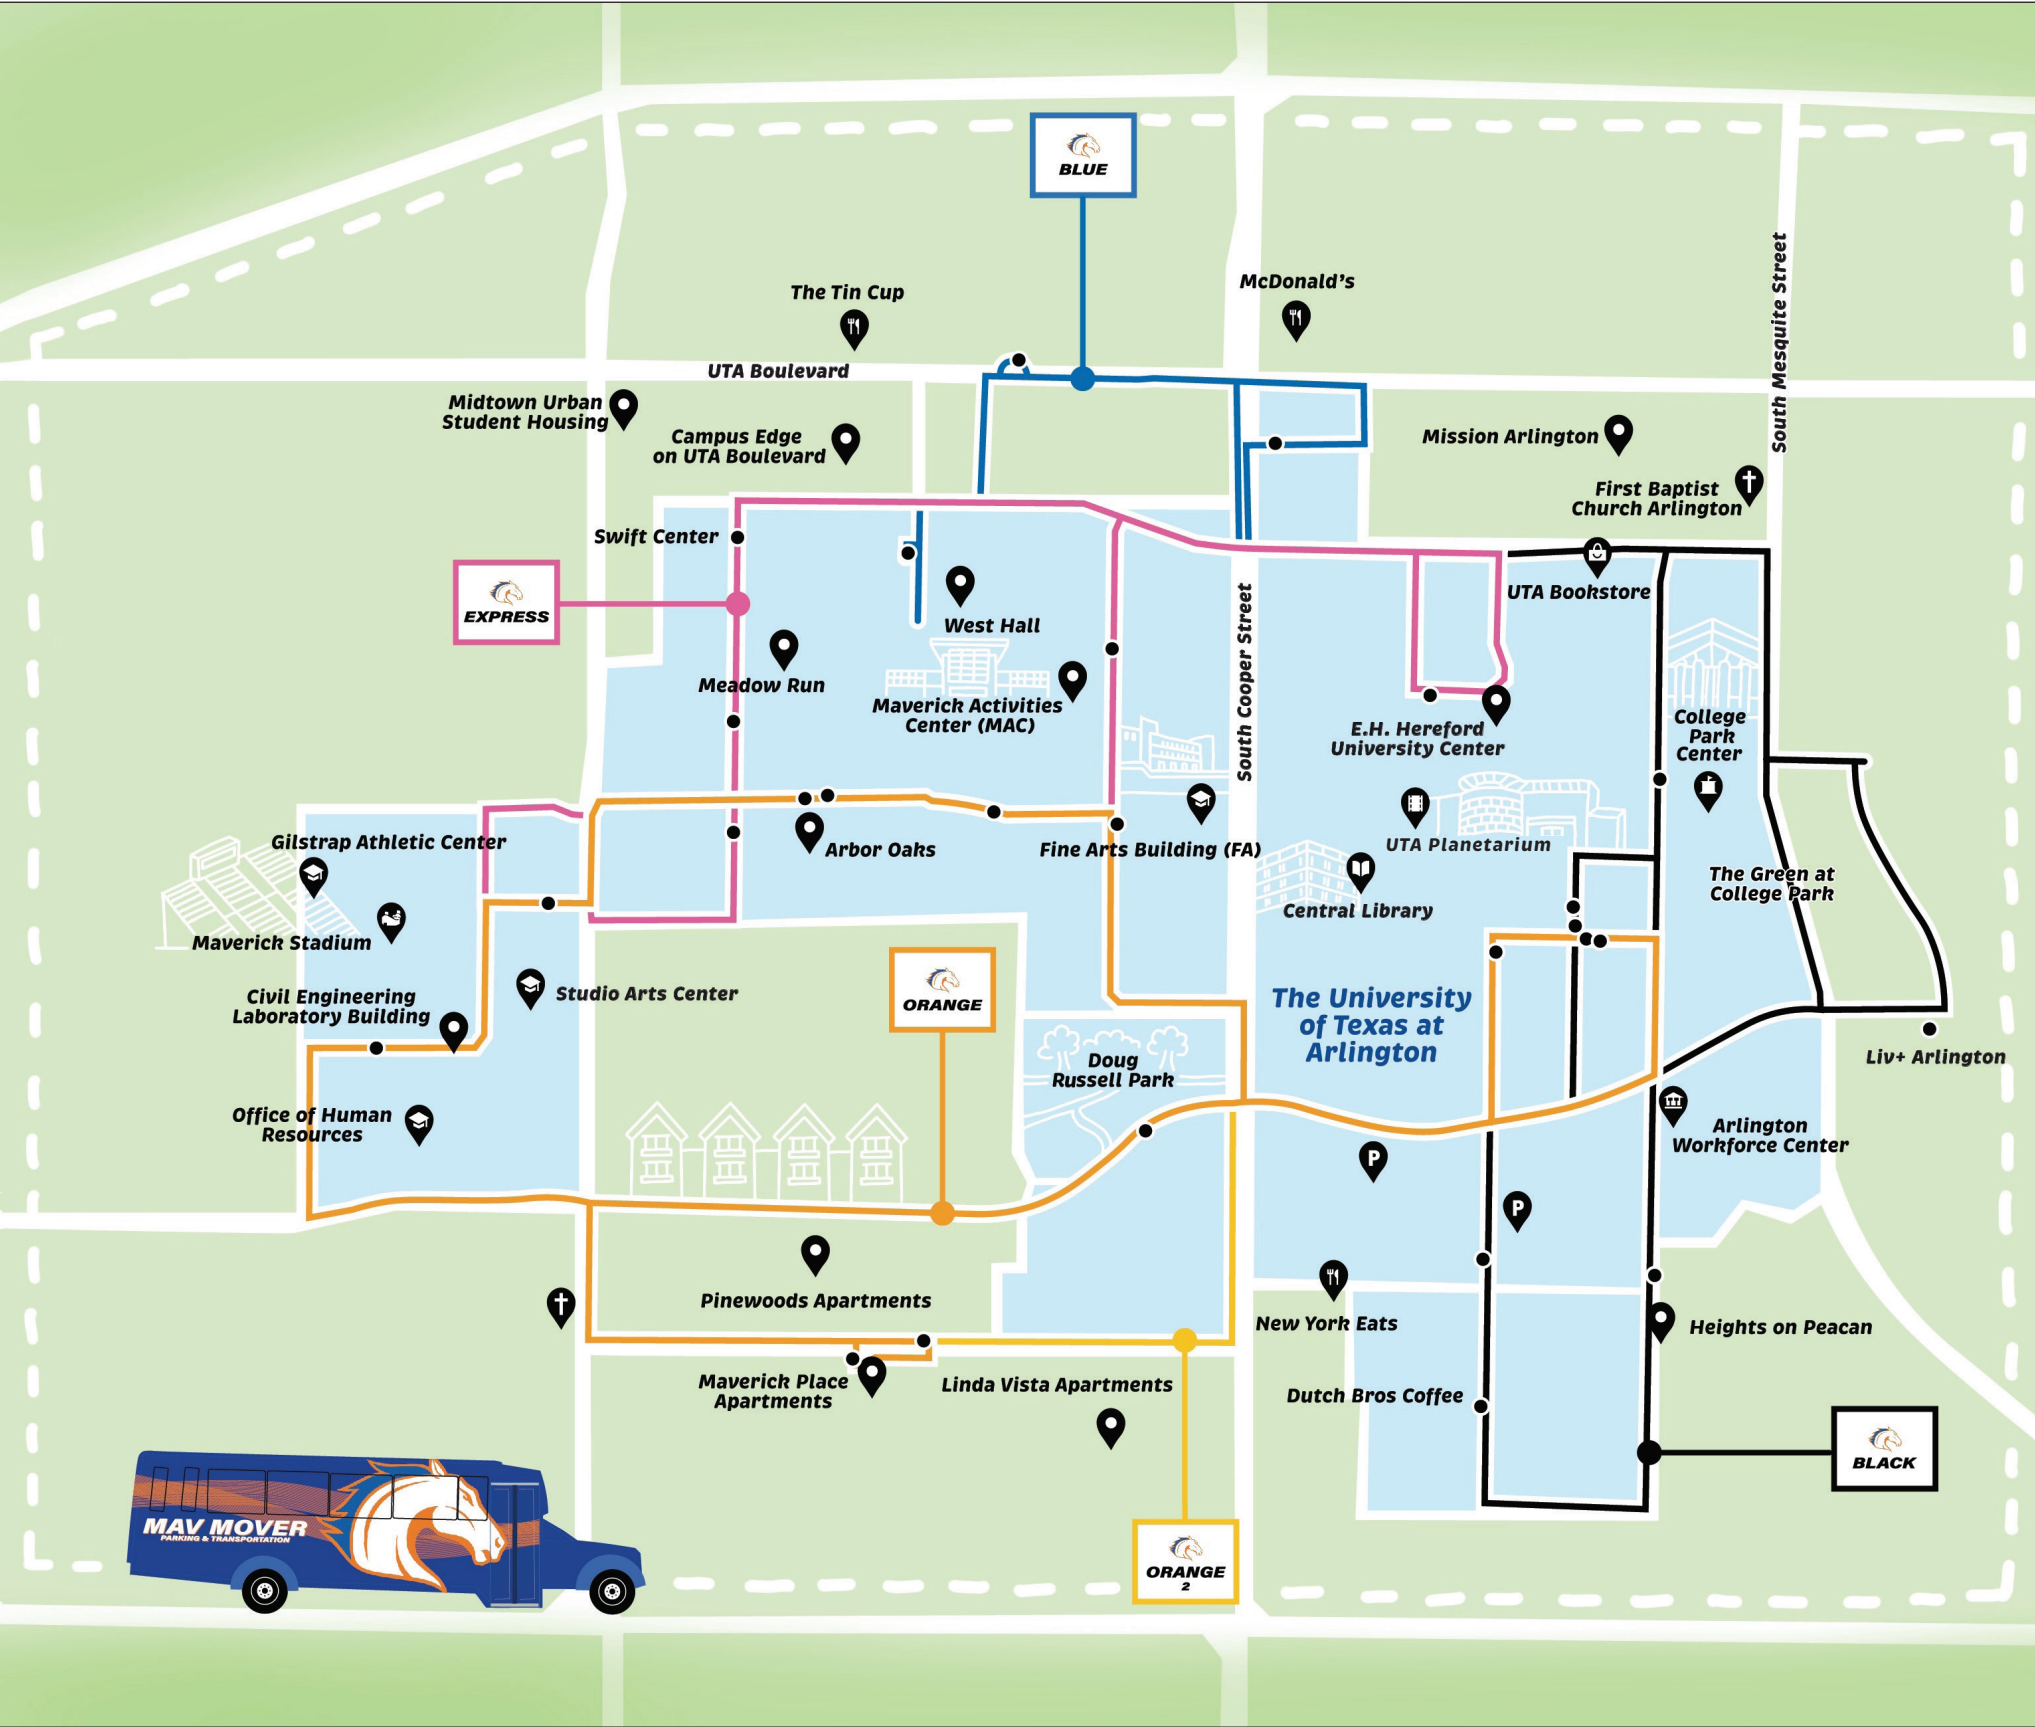 BLUE
The Tin Cup
McDonald's
South Mesquite Street
UTA Boulevard
Midtown Urban
Student Housing
Campus Edge
on UTA Boulevard
Mission Arlington
First Baptist
Church Arlington
Swift Center
EXPRESS
UTA Bookstore
West Hall
South Cooper Street
Meadow Run
Maverick Activities
Center (MAC)
E.H. Hereford
University Center
College
Park
Center
Gilstrap Athletic Center
Arbor Oaks
Fine Arts Building (FA)
UTA Planetarium
The Green at
College Park
Central Library
Maverick Stadium
Studio Arts Center
ORANGE
Civil Engineering
Laboratory Building
The University
of Texas at
Arlington
Doug
Russell Park
Liv+ Arlington
Office of Human
Resources
Arlington
Workforce Center
P
P
Pinewoods Apartments
New York Eats
Heights on Peacan
Maverick Place
Apartments
Linda Vista Apartments
Dutch Bros Coffee
BLACK
MAV MOVER
PARKING & TRANSPORTATION
ORANGE
2